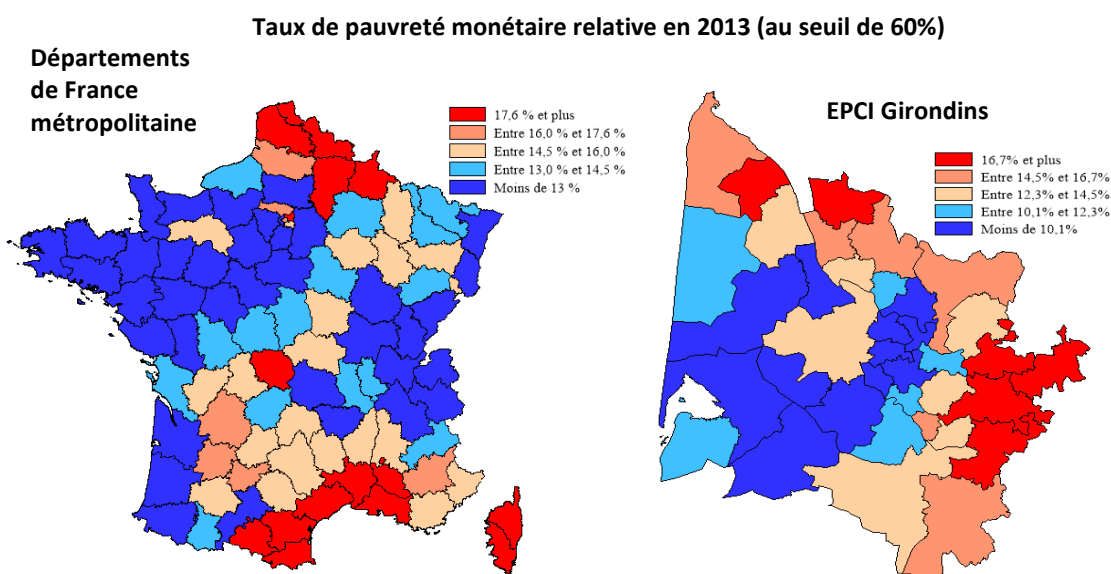 Taux de pauvreté monétaire relative en 2013 (au seuil de 60%)
Départements
de France
métropolitaine
17,6 % et plus
Entre 16,0 % et 17,6 %
Entre 14,5 % et 16,0 %
Entre 13,0 % et 14,5 %
Moins de 13 %
EPCI Girondins
16,7% et plus
Entre 14,5% et 16,7%
Entre 12,3% et 14,5%
Entre 10,1% et 12,3%
Moins de 10,1%